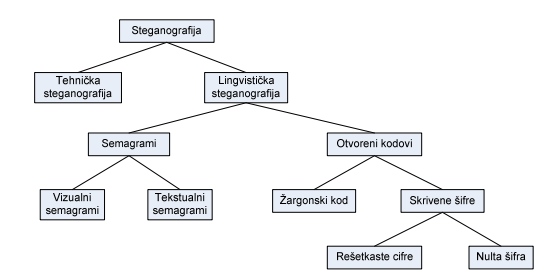 Steganografija
Tehnička
steganografija
Lingvistička
steganografija
Semagrami
Otvoreni kodovi
Vizualni
semagrami
Tekstualni
semagrami
Žargonski kod
Skrivene šifre
Rešetkaste cifre
Nulta šifra